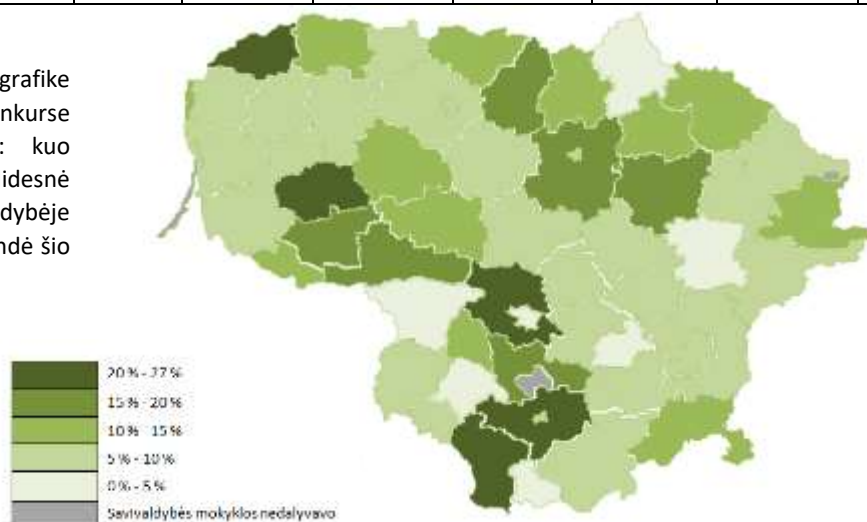 grafike
nkurse
: kuo
idesnė
dybėje
ndė šio
20 % - 27 %
15 % - 20 %
10 % - 15 %
5 % - 10 %
0 % - 5 %
Savivaldybės mokyklos nedalyvavo